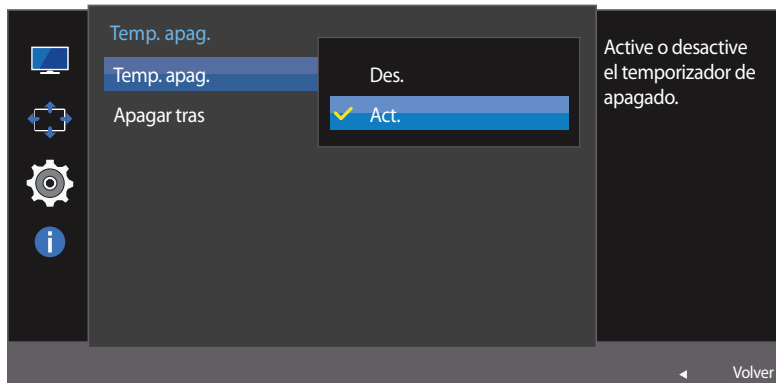 Temp. apag.
Temp. apag.
Des.
Act.
Apagar tras
Active o desactive
el temporizador de
apagado.
Volver